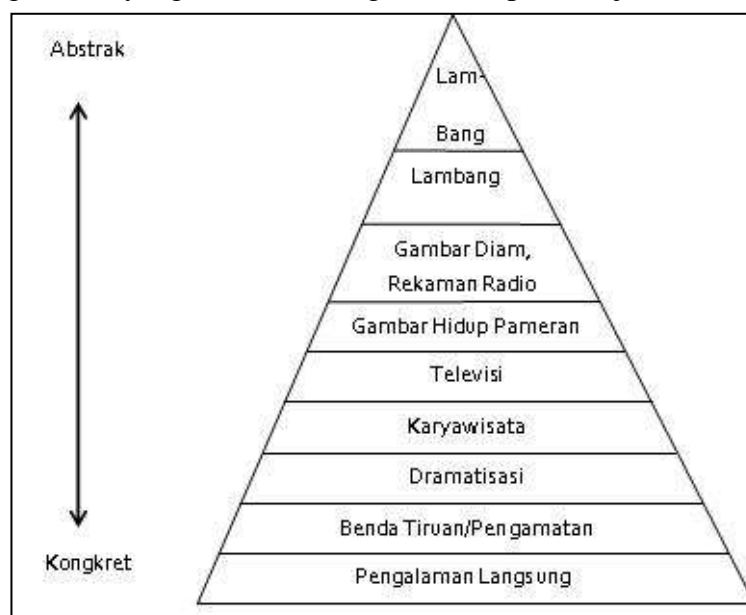 Abstrak
Lam-
Bang
Lambang
Gambar Diam,
Rekaman Radio
Gambar Hidup Pameran
Televisi
Karyawisata
Dramatisasi
Benda Tiruan/Pengamatan
Kongkret
Pengalaman Langsung